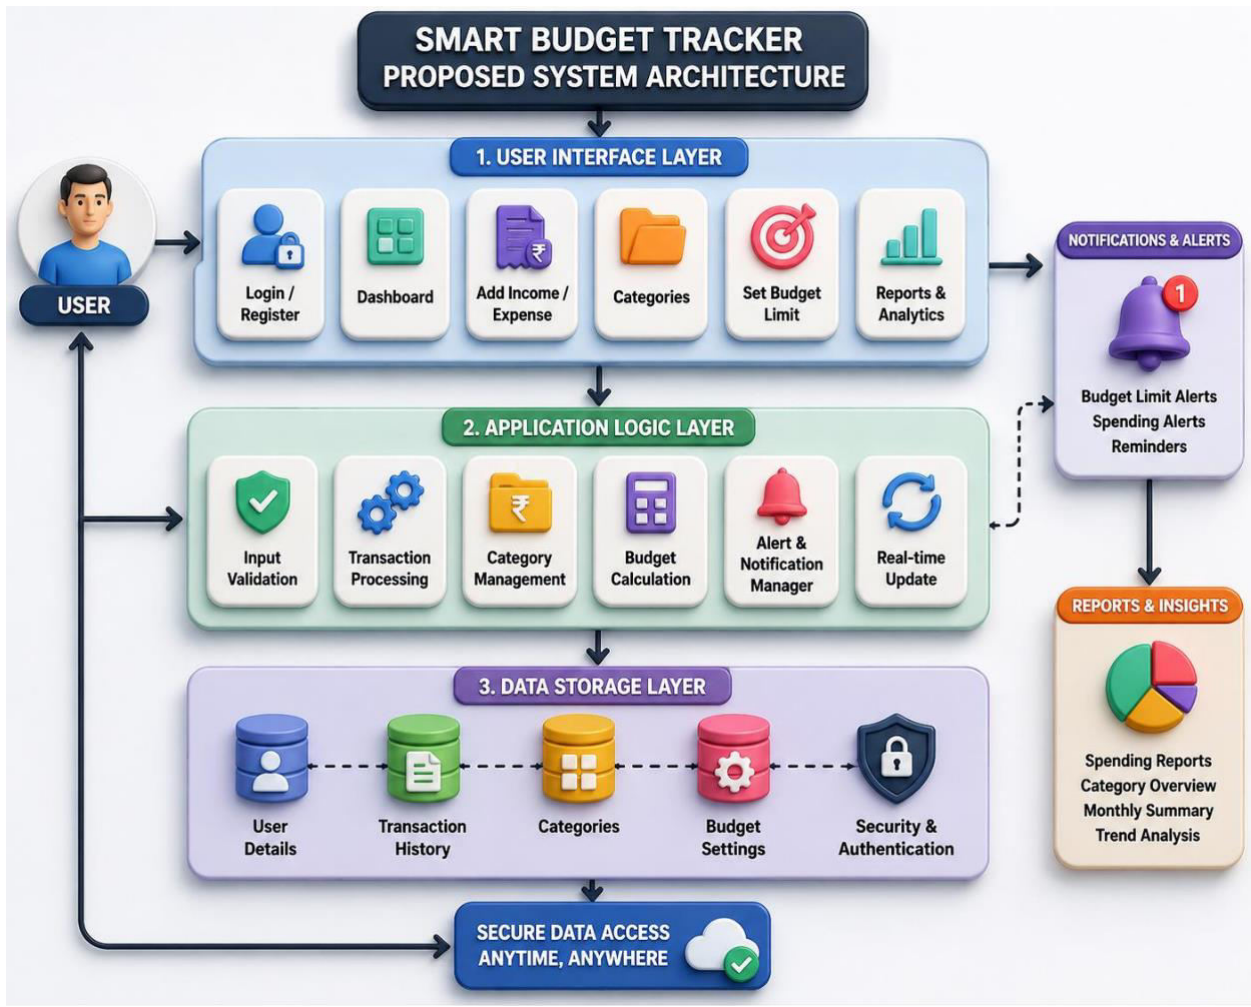 SMART BUDGET TRACKER
PROPOSED SYSTEM ARCHITECTURE
USER
1. USER INTERFACE LAYER
Login /
Register
Dashboard
Add Income /
Expense
₹
Categories
Set Budget
Limit
Reports &
Analytics
NOTIFICATIONS & ALERTS
1
Budget Limit Alerts
Spending Alerts
Reminders
2. APPLICATION LOGIC LAYER
Input
Validation
Transaction
Processing
₹
Category
Management
Budget
Calculation
Alert &
Notification
Manager
Real-time
Update
REPORTS & INSIGHTS
Spending Reports
Category Overview
Monthly Summary
Trend Analysis
3. DATA STORAGE LAYER
User
Details
Transaction
History
Categories
Budget
Settings
Security &
Authentication
SECURE DATA ACCESS
ANYTIME, ANYWHERE